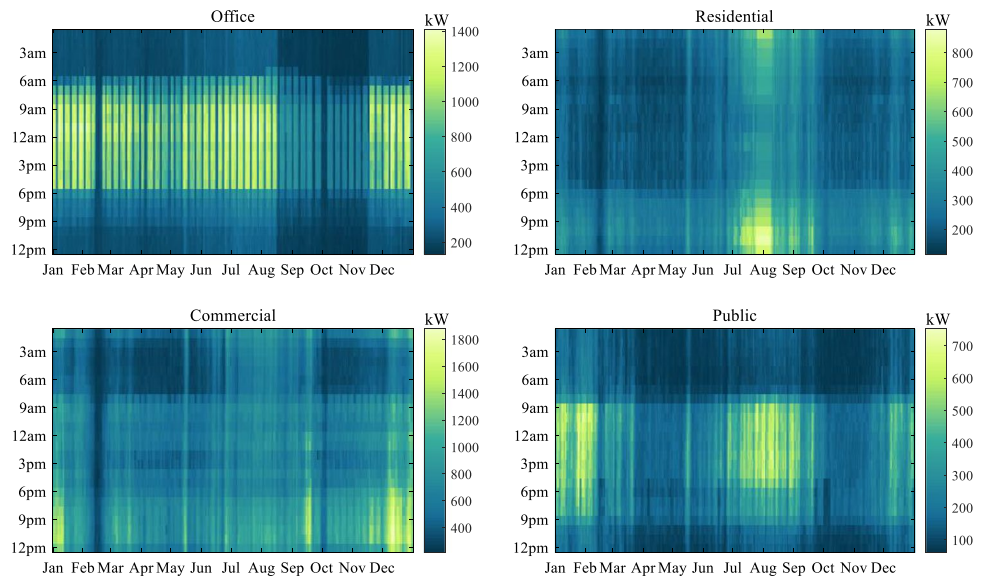 Office
kW
3am
6am
9am
12am
3pm
6pm
9pm
12pm
Jan Feb Mar Apr May Jun Jul Aug Sep Oct Nov Dec
1400
1200
1000
800
600
400
200
Residential
kW
3am
6am
9am
12am
3pm
6pm
9pm
12pm
Jan Feb Mar Apr May Jun Jul Aug Sep Oct Nov Dec
800
700
600
500
400
300
200
Commercial
kW
3am
6am
9am
12am
3pm
6pm
9pm
12pm
Jan Feb Mar Apr May Jun Jul Aug Sep Oct Nov Dec
1800
1600
1400
1200
1000
800
600
400
Public
kW
3am
6am
9am
12am
3pm
6pm
9pm
12pm
Jan Feb Mar Apr May Jun Jul Aug Sep Oct Nov Dec
700
600
500
400
300
200
100